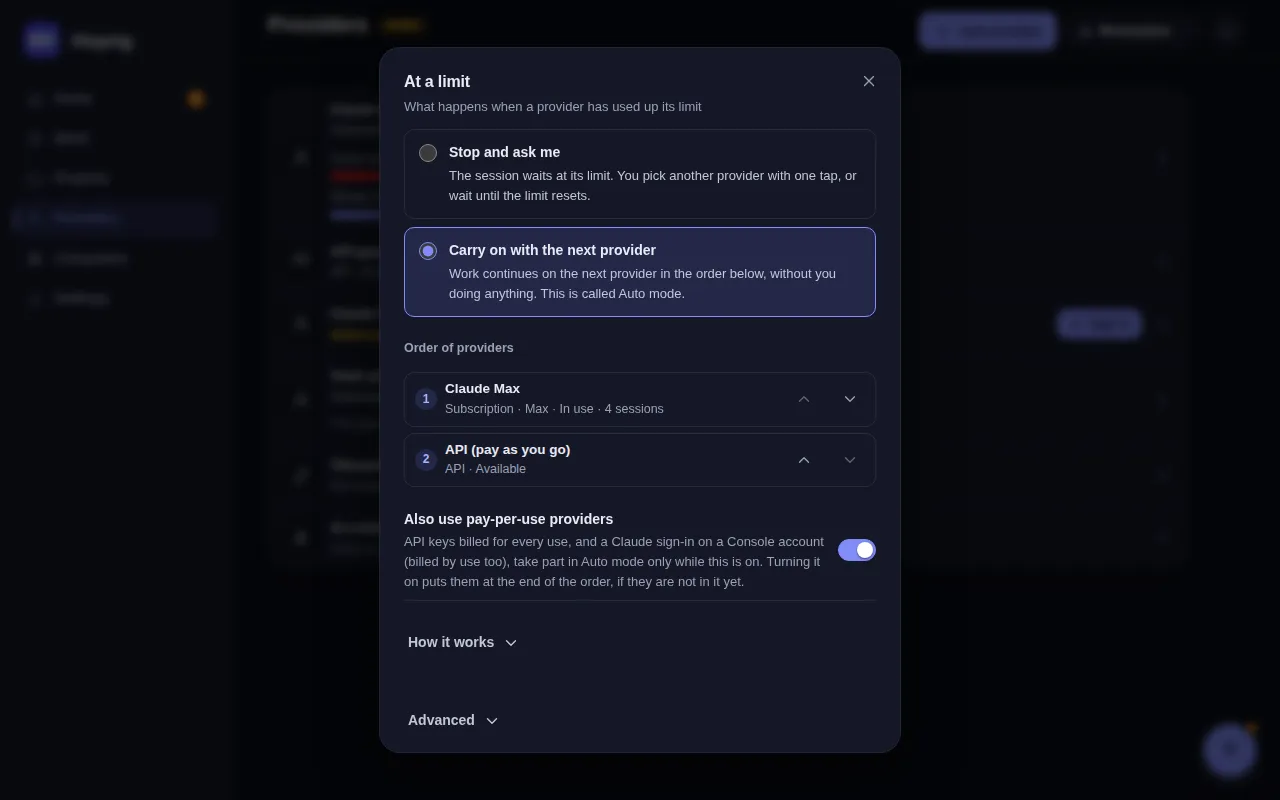 Providers
At a limit
What happens when a provider has used up its limit
Stop and ask me
The session waits at its limit. You pick another provider with one tap, or
wait until the limit resets.
Carry on with the next provider
Work continues on the next provider in the order below, without you
doing anything. This is called Auto mode.
Order of providers
1
Claude Max
Subscription · Max · In use · 4 sessions
2
API (pay as you go)
API · Available
Also use pay-per-use providers
API keys billed for every use, and a Claude sign-in on a Console account
(billed by use too), take part in Auto mode only while this is on. Turning it
on puts them at the end of the order, if they are not in it yet.
How it works
Advanced